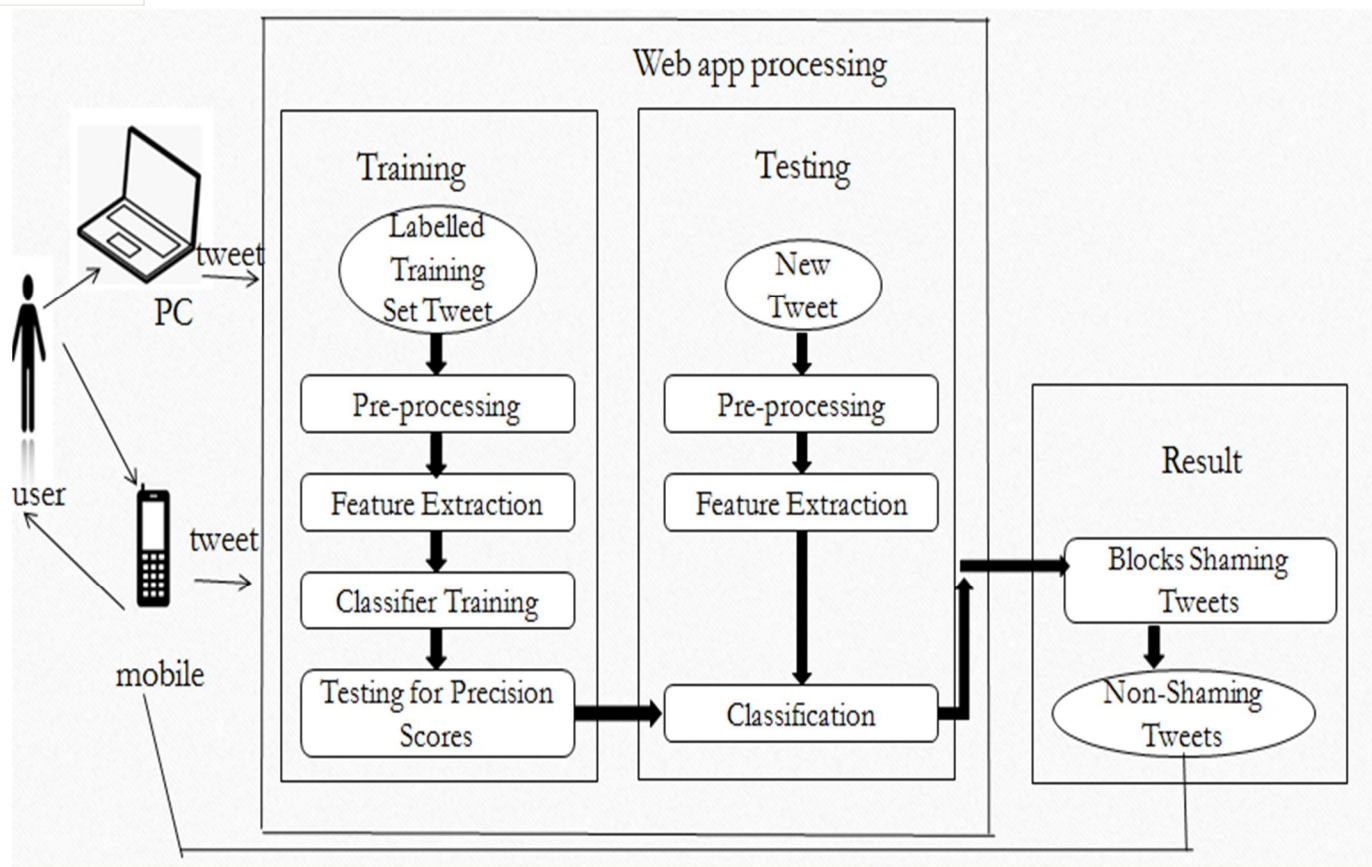 Web app processing
Training
Labelled
Training
Set Tweet
Pre-processing
Feature Extraction
Classifier Training
Testing for Precision
Scores
Testing
New
Tweet
Pre-processing
Feature Extraction
Classification
Result
Blocks Shaming
Tweets
Non-Shaming
Tweets
tweet
PC
user
tweet
mobile